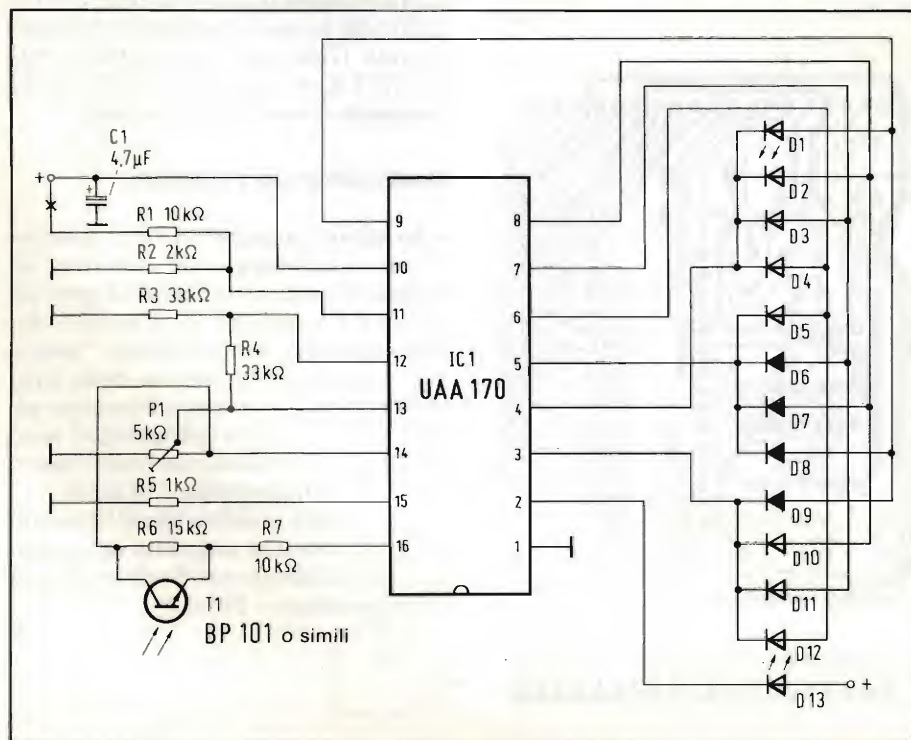 C1
4,7µF
+
+
R1 10kΩ
R2 2kΩ
R3 33kΩ
R4
33kΩ
P1
5kΩ
R5 1kΩ
R6 15kΩ
R7
10kΩ
T1
BP 101 o simili
9
10
11
12
13
14
15
16
IC1
UAA 170
8
7
6
5
4
3
2
1
D1
D2
D3
D4
D5
D6
D7
D8
D9
D10
D11
D12
D13
+